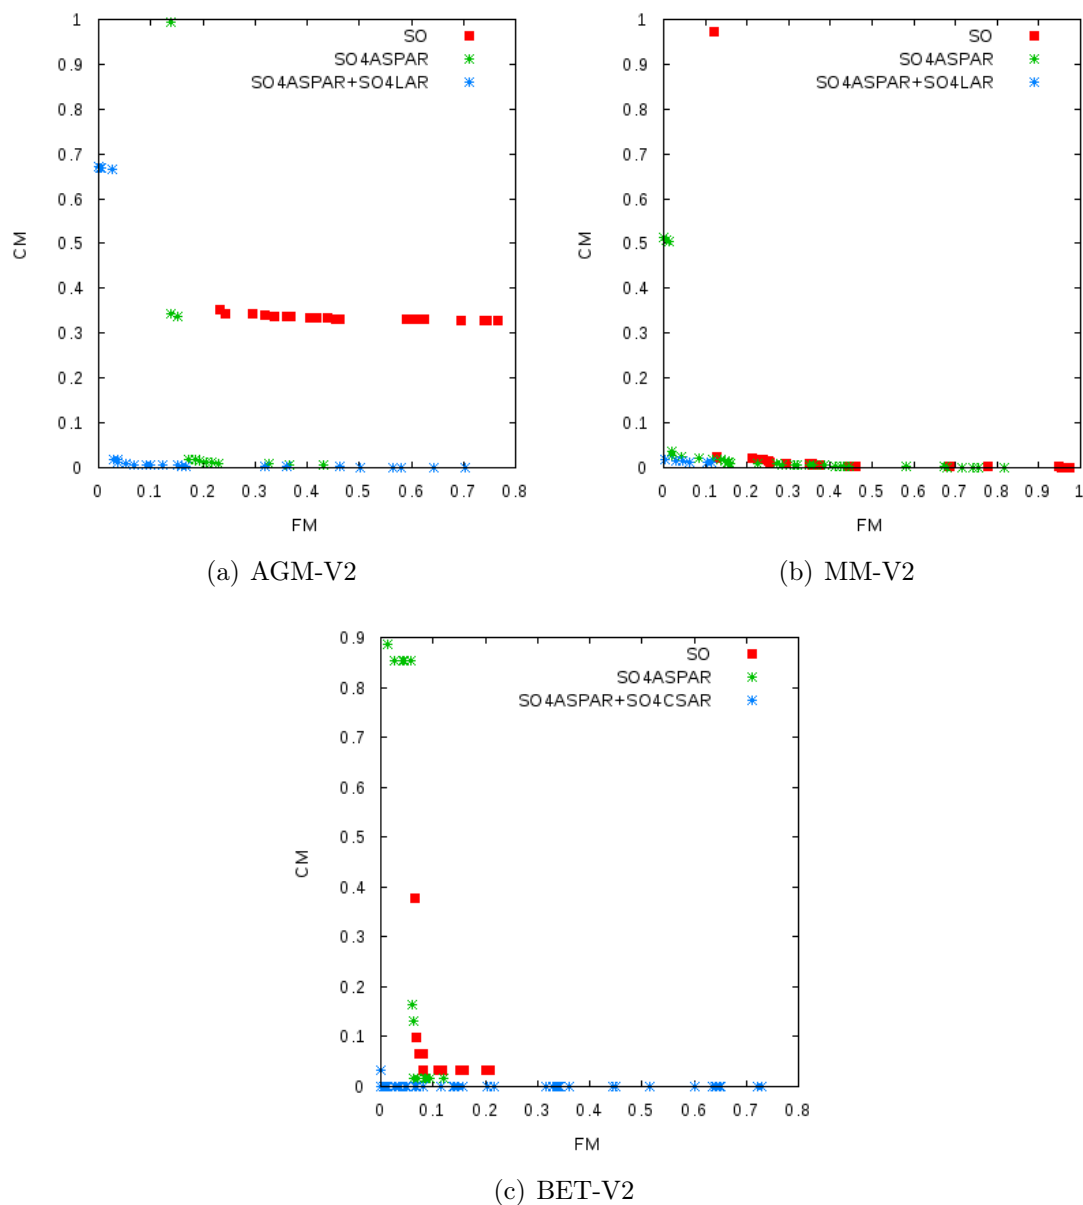 1
0.9
0.8
0.7
0.6
0.5
0.4
0.3
0.2
0.1
0
CM
SO
SO4ASPAR
SO4ASPAR+SO4LAR
0 0.1 0.2 0.3 0.4 0.5 0.6 0.7 0.8
FM
(a) AGM-V2
1
0.9
0.8
0.7
0.6
0.5
0.4
0.3
0.2
0.1
0
CM
SO
SO4ASPAR
SO4ASPAR+SO4LAR
0 0.1 0.2 0.3 0.4 0.5 0.6 0.7 0.8 0.9 1
FM
(b) MM-V2
0.9
0.8
0.7
0.6
0.5
0.4
0.3
0.2
0.1
0
CM
SO
SO4ASPAR
SO4ASPAR+SO4CSAR
0 0.1 0.2 0.3 0.4 0.5 0.6 0.7 0.8
FM
(c) BET-V2